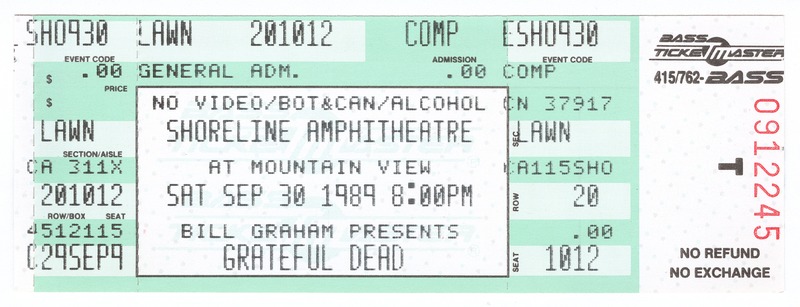 SHO930 LAWN 201012 COMP ESHO930
EVENT CODE ADMISSION EVENT CODE
$ .00 GENERAL ADM. .00 COMP
PRICE
$ NO VIDEO/BOT&CAN/ALCOHOL CN 37917
LAWN SHORELINE AMPHITHEATRE SEC. LAWN
SECTION/AISLE
CA 311X AT MOUNTAIN VIEW CA115SHO
201012 SAT SEP 30 1989 8:00PM ROW 20
ROW/BOX SEAT
4512115 BILL GRAHAM PRESENTS .00
C29SEP9 GRATEFUL DEAD SEAT 1012
BASS
TICKETMASTER
415/762-BASS
T
0912245
NO REFUND
NO EXCHANGE